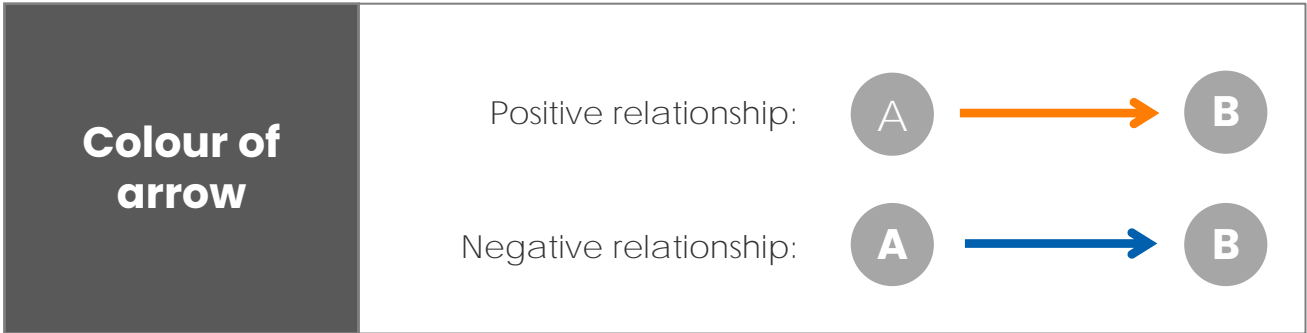 Colour of
arrow
Positive relationship: A B
Negative relationship: A B